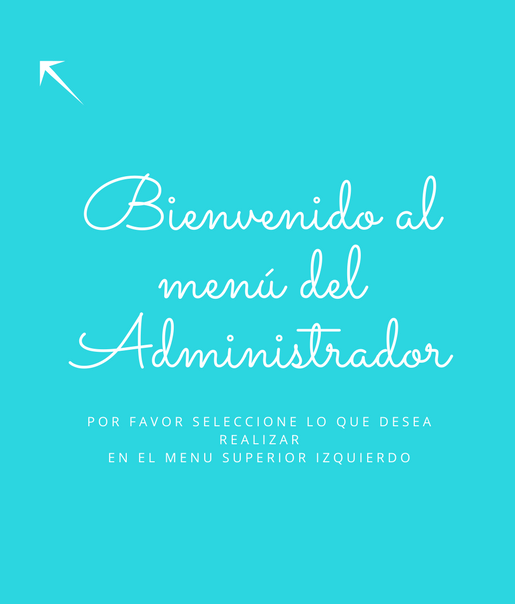 Bienvenido al
menú del
Administrador
POR FAVOR SELECCIONE LO QUE DESEA
REALIZAR
EN EL MENU SUPERIOR IZQUIERDO